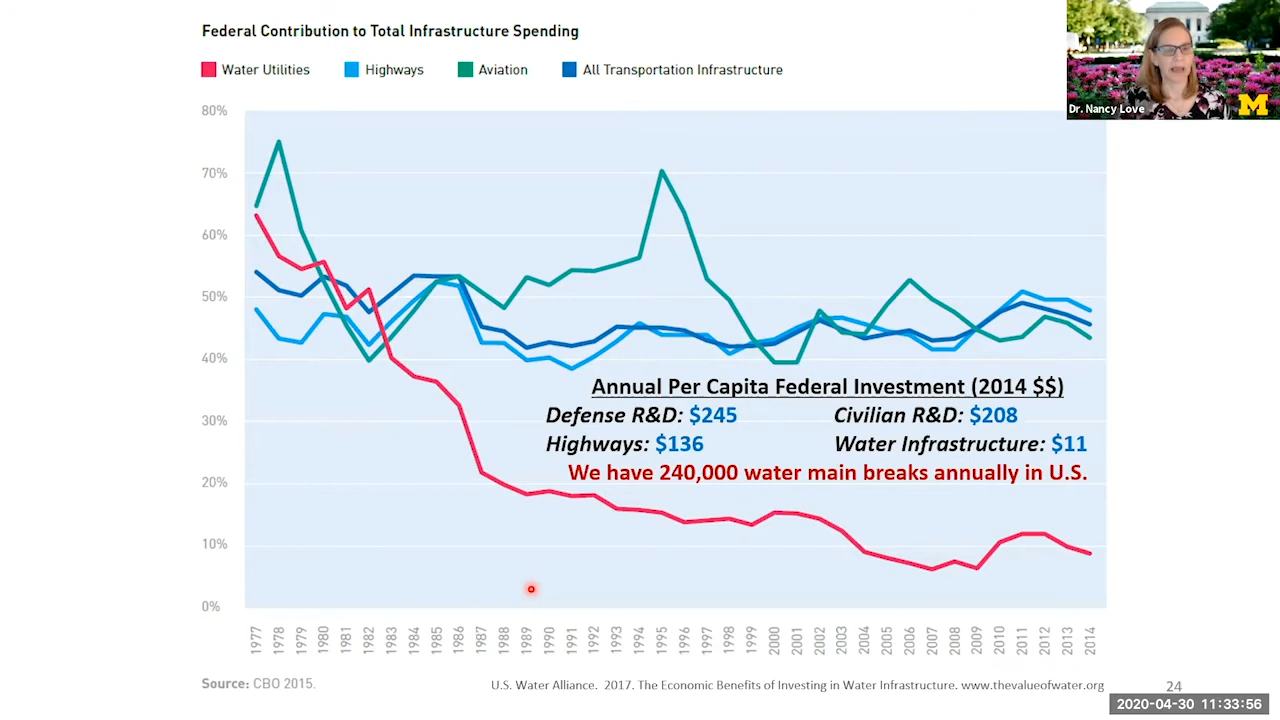 Federal Contribution to Total Infrastructure Spending
Water Utilities Highways Aviation All Transportation Infrastructure
Dr. Nancy Love
M
80%
70%
60%
50%
40%
30%
20%
10%
0%
Annual Per Capita Federal Investment (2014 $$)
Defense R&D: $245 Civilian R&D: $208
Highways: $136 Water Infrastructure: $11
We have 240,000 water main breaks annually in U.S.
1977 1978 1979 1980 1981 1982 1983 1984 1985 1986 1987 1988 1989 1990 1991 1992 1993 1994 1995 1996 1997 1998 1999 2000 2001 2002 2003 2004 2005 2006 2007 2008 2009 2010 2011 2012 2013 2014
Source: CBO 2015.
U.S. Water Alliance. 2017. The Economic Benefits of Investing in Water Infrastructure. www.thevalueofwater.org
24
2020-04-30 11:33:56